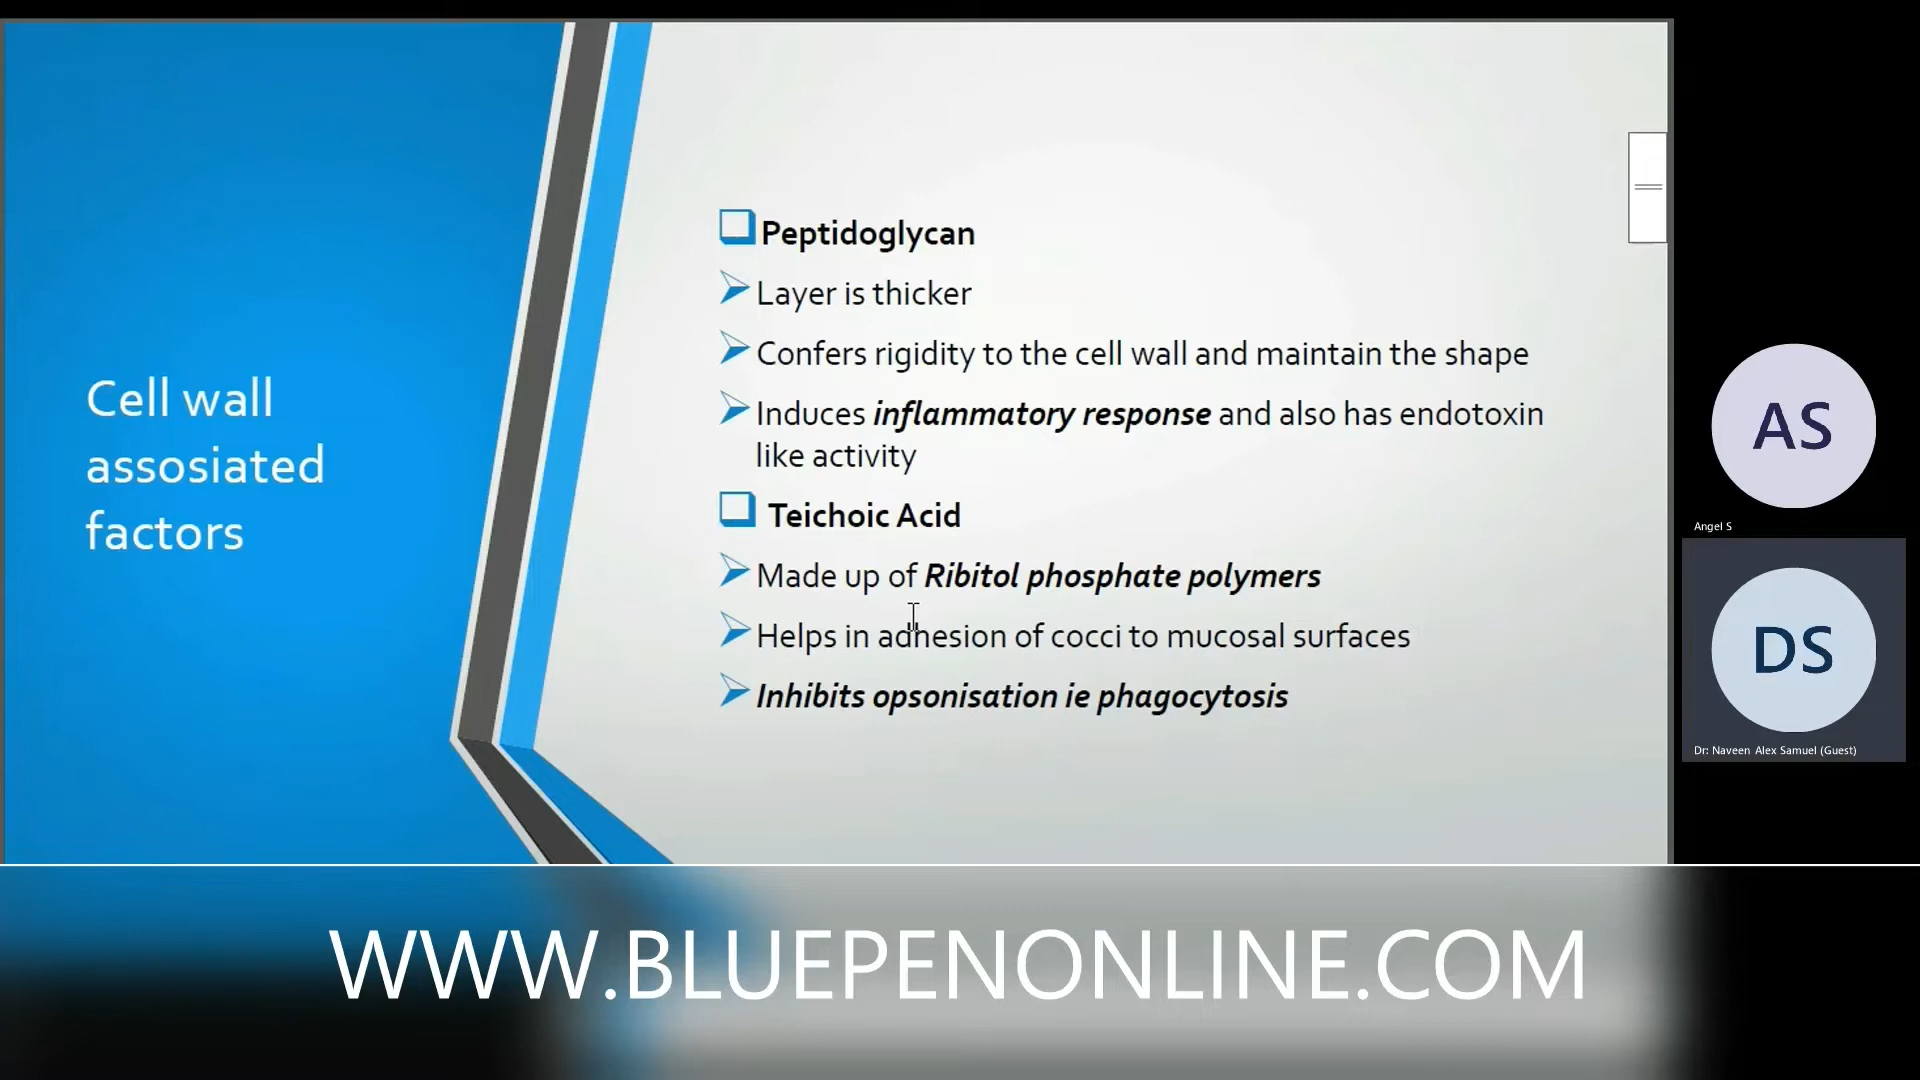 Cell wall
assosiated
factors
Peptidoglycan
Layer is thicker
Confers rigidity to the cell wall and maintain the shape
Induces inflammatory response and also has endotoxin
like activity
Teichoic Acid
Made up of Ribitol phosphate polymers
Helps in adhesion of cocci to mucosal surfaces
Inhibits opsonisation ie phagocytosis
AS
Angel S
DS
Dr: Naveen Alex Samuel (Guest)
WWW.BLUEPENONLINE.COM